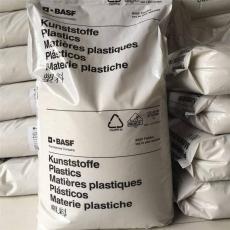 BASF
Kunststoffe
Plastics
Matières plastiques
Plásticos
Materie plastiche
BASF
Kunststoffe
Plastics
Matières plastiques
Plásticos
Materie plastiche